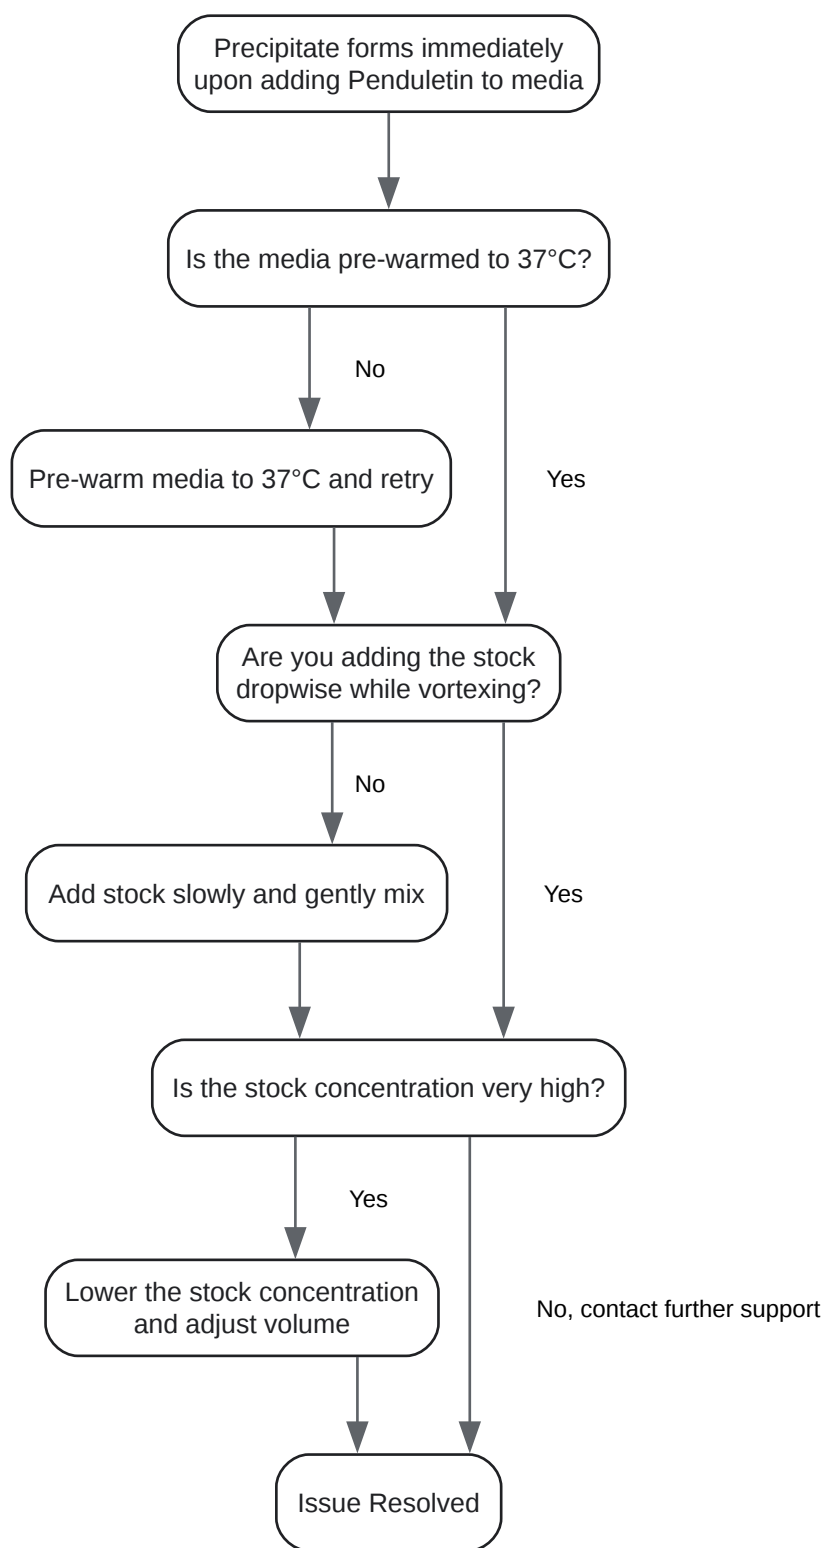 Precipitate forms immediately
upon adding Penduletin to media
Is the media pre-warmed to 37°C?
No
Pre-warm media to 37°C and retry
Yes
Are you adding the stock
dropwise while vortexing?
No
Add stock slowly and gently mix
Yes
Is the stock concentration very high?
Yes
Lower the stock concentration
and adjust volume
No, contact further support
Issue Resolved